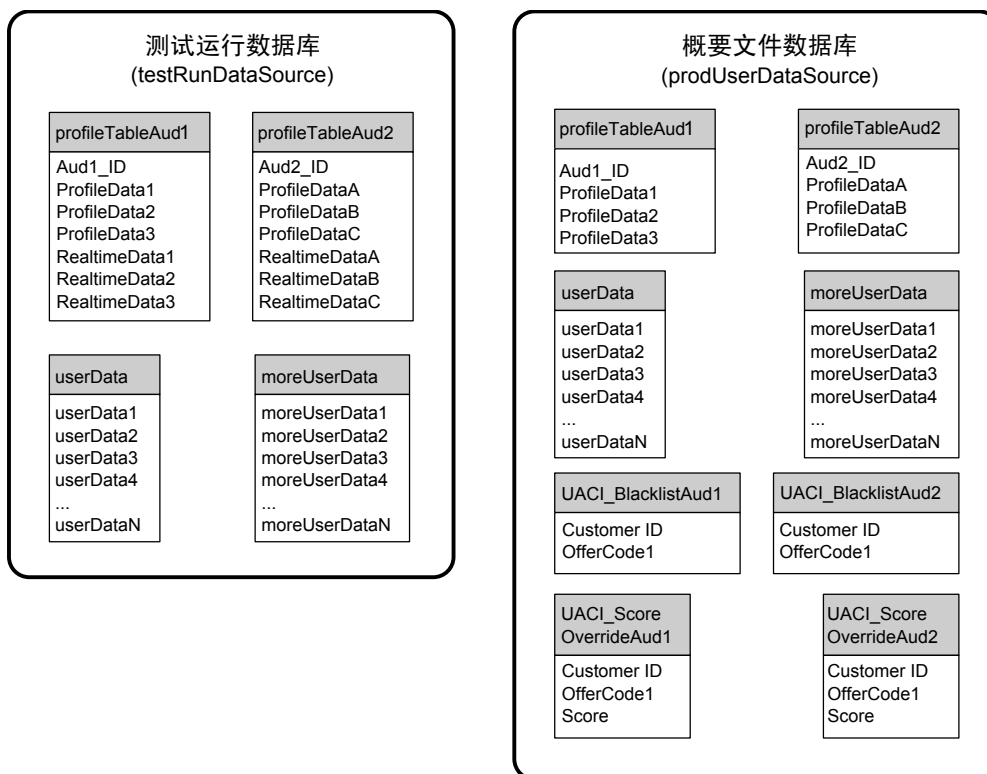 测试运行数据库
(testRunDataSource)
profileTableAud1
Aud1_ID
ProfileData1
ProfileData2
ProfileData3
RealtimeData1
RealtimeData2
RealtimeData3
profileTableAud2
Aud2_ID
ProfileDataA
ProfileDataB
ProfileDataC
RealtimeDataA
RealtimeDataB
RealtimeDataC
userData
userData1
userData2
userData3
userData4
...
userDataN
moreUserData
moreUserData1
moreUserData2
moreUserData3
moreUserData4
...
moreUserDataN
概要文件数据库
(prodUserDataSource)
profileTableAud1
Aud1_ID
ProfileData1
ProfileData2
ProfileData3
profileTableAud2
Aud2_ID
ProfileDataA
ProfileDataB
ProfileDataC
userData
userData1
userData2
userData3
userData4
...
userDataN
moreUserData
moreUserData1
moreUserData2
moreUserData3
moreUserData4
...
moreUserDataN
UACI_BlacklistAud1
Customer ID
OfferCode1
UACI_BlacklistAud2
Customer ID
OfferCode1
UACI_Score
OverrideAud1
Customer ID
OfferCode1
Score
UACI_Score
OverrideAud2
Customer ID
OfferCode1
Score